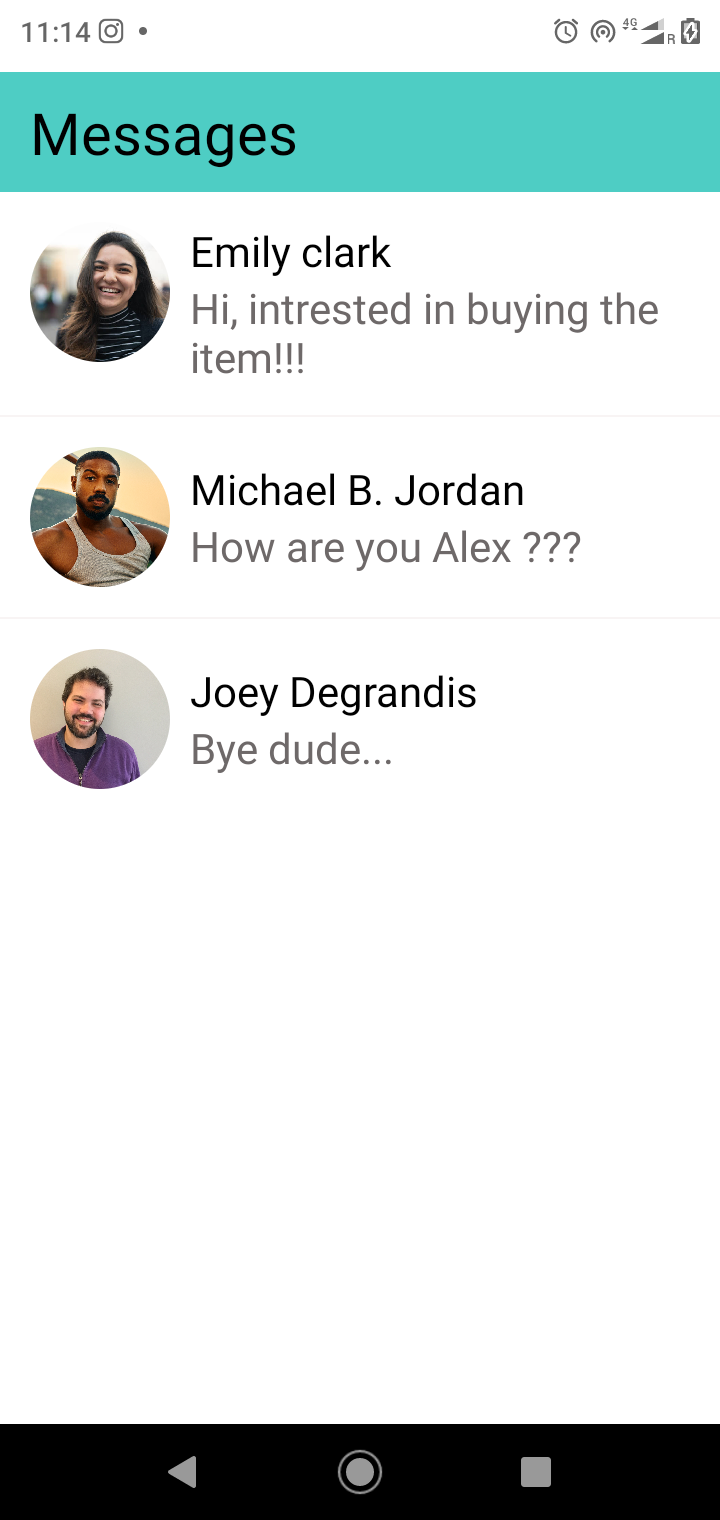 11:14
4G
R
Messages
Emily clark
Hi, intrested in buying the
item!!!
Michael B. Jordan
How are you Alex ???
Joey Degrandis
Bye dude...